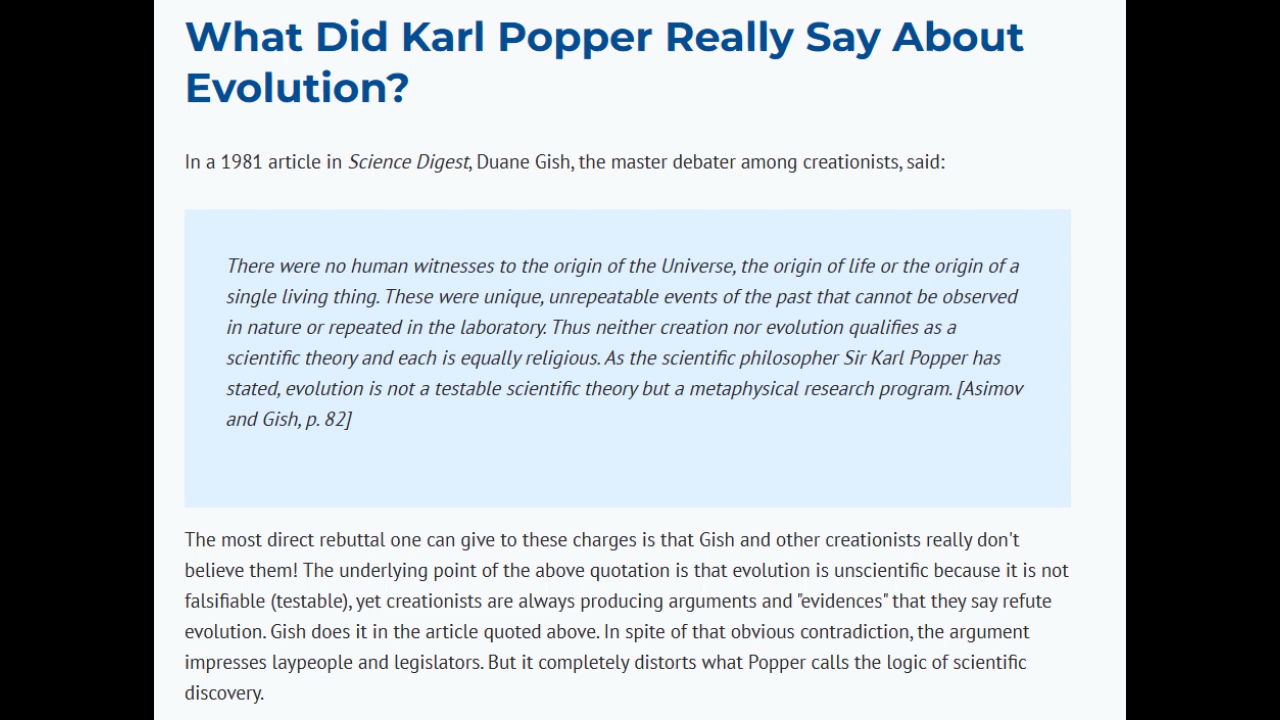 What Did Karl Popper Really Say About
Evolution?
In a 1981 article in Science Digest, Duane Gish, the master debater among creationists, said:
There were no human witnesses to the origin of the Universe, the origin of life or the origin of a
single living thing. These were unique, unrepeatable events of the past that cannot be observed
in nature or repeated in the laboratory. Thus neither creation nor evolution qualifies as a
scientific theory and each is equally religious. As the scientific philosopher Sir Karl Popper has
stated, evolution is not a testable scientific theory but a metaphysical research program. [Asimov
and Gish, p. 82]
The most direct rebuttal one can give to these charges is that Gish and other creationists really don't
believe them! The underlying point of the above quotation is that evolution is unscientific because it is not
falsifiable (testable), yet creationists are always producing arguments and "evidences" that they say refute
evolution. Gish does it in the article quoted above. In spite of that obvious contradiction, the argument
impresses laypeople and legislators. But it completely distorts what Popper calls the logic of scientific
discovery.